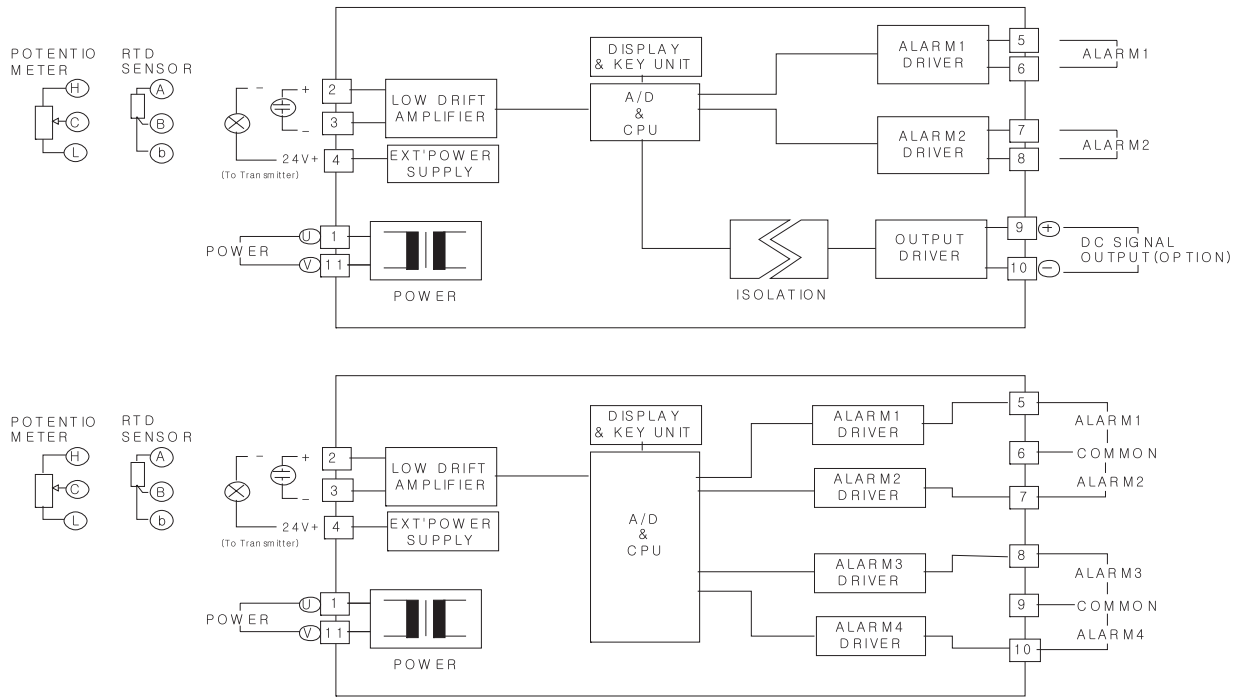 POTENTIO
METER
H
C
L
RTD
SENSOR
A
B
b
-
+
-
24V+
(To Transmitter)
2
3
4
LOW DRIFT
AMPLIFIER
EXT'POWER
SUPPLY
DISPLAY
& KEY UNIT
A/D
&
CPU
ALARM1
DRIVER
5
6
ALARM1
ALARM2
DRIVER
7
8
ALARM2
POWER
U
V
1
11
POWER
ISOLATION
OUTPUT
DRIVER
9
10
+
-
DC SIGNAL
OUTPUT(OPTION)
POTENTIO
METER
H
C
L
RTD
SENSOR
A
B
b
-
+
-
24V+
(To Transmitter)
2
3
4
LOW DRIFT
AMPLIFIER
EXT'POWER
SUPPLY
DISPLAY
& KEY UNIT
A/D
&
CPU
ALARM1
DRIVER
ALARM2
DRIVER
5
6
7
ALARM1
COMMON
ALARM2
ALARM3
DRIVER
ALARM4
DRIVER
8
9
10
ALARM3
COMMON
ALARM4
POWER
U
V
1
11
POWER